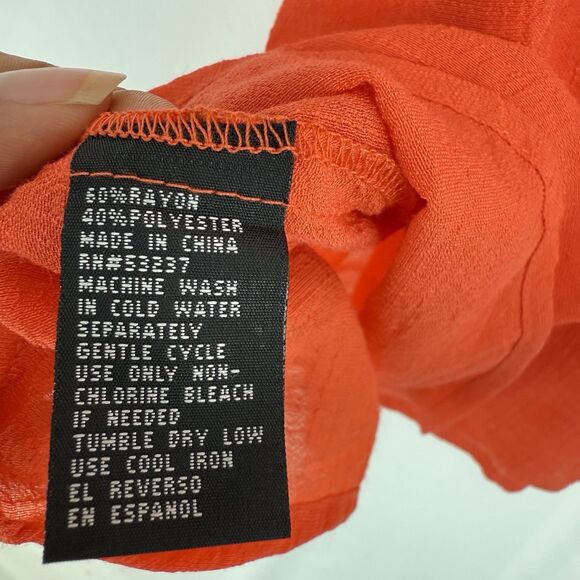 60%RAYON
40%POLYESTER
MADE IN CHINA
RN#53237
MACHINE WASH
IN COLD WATER
SEPARATELY
GENTLE CYCLE
USE ONLY NON-
CHLORINE BLEACH
IF NEEDED
TUMBLE DRY LOW
USE COOL IRON
EL REVERSO
EN ESPANOL